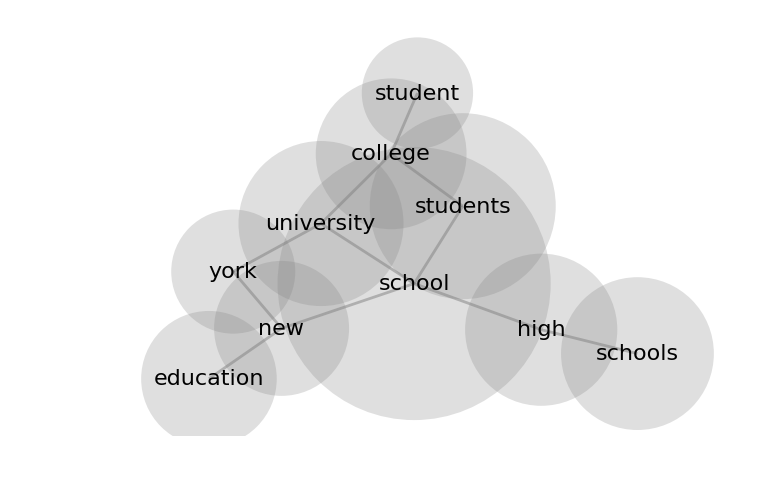 student
college
students
university
york
school
new
high
schools
education